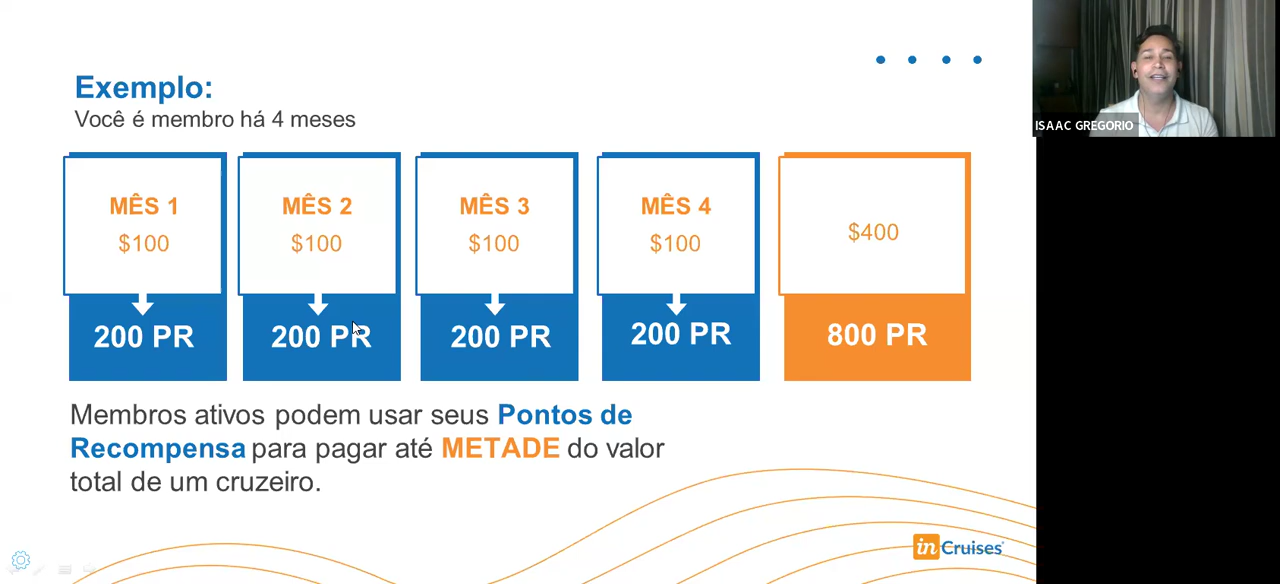 Exemplo:
Você é membro há 4 meses
MÊS 1
$100
200 PR
MÊS 2
$100
200 PR
MÊS 3
$100
200 PR
MÊS 4
$100
200 PR
$400
800 PR
Membros ativos podem usar seus Pontos de
Recompensa para pagar até METADE do valor
total de um cruzeiro.
in Cruises
ISAAC GREGORIO